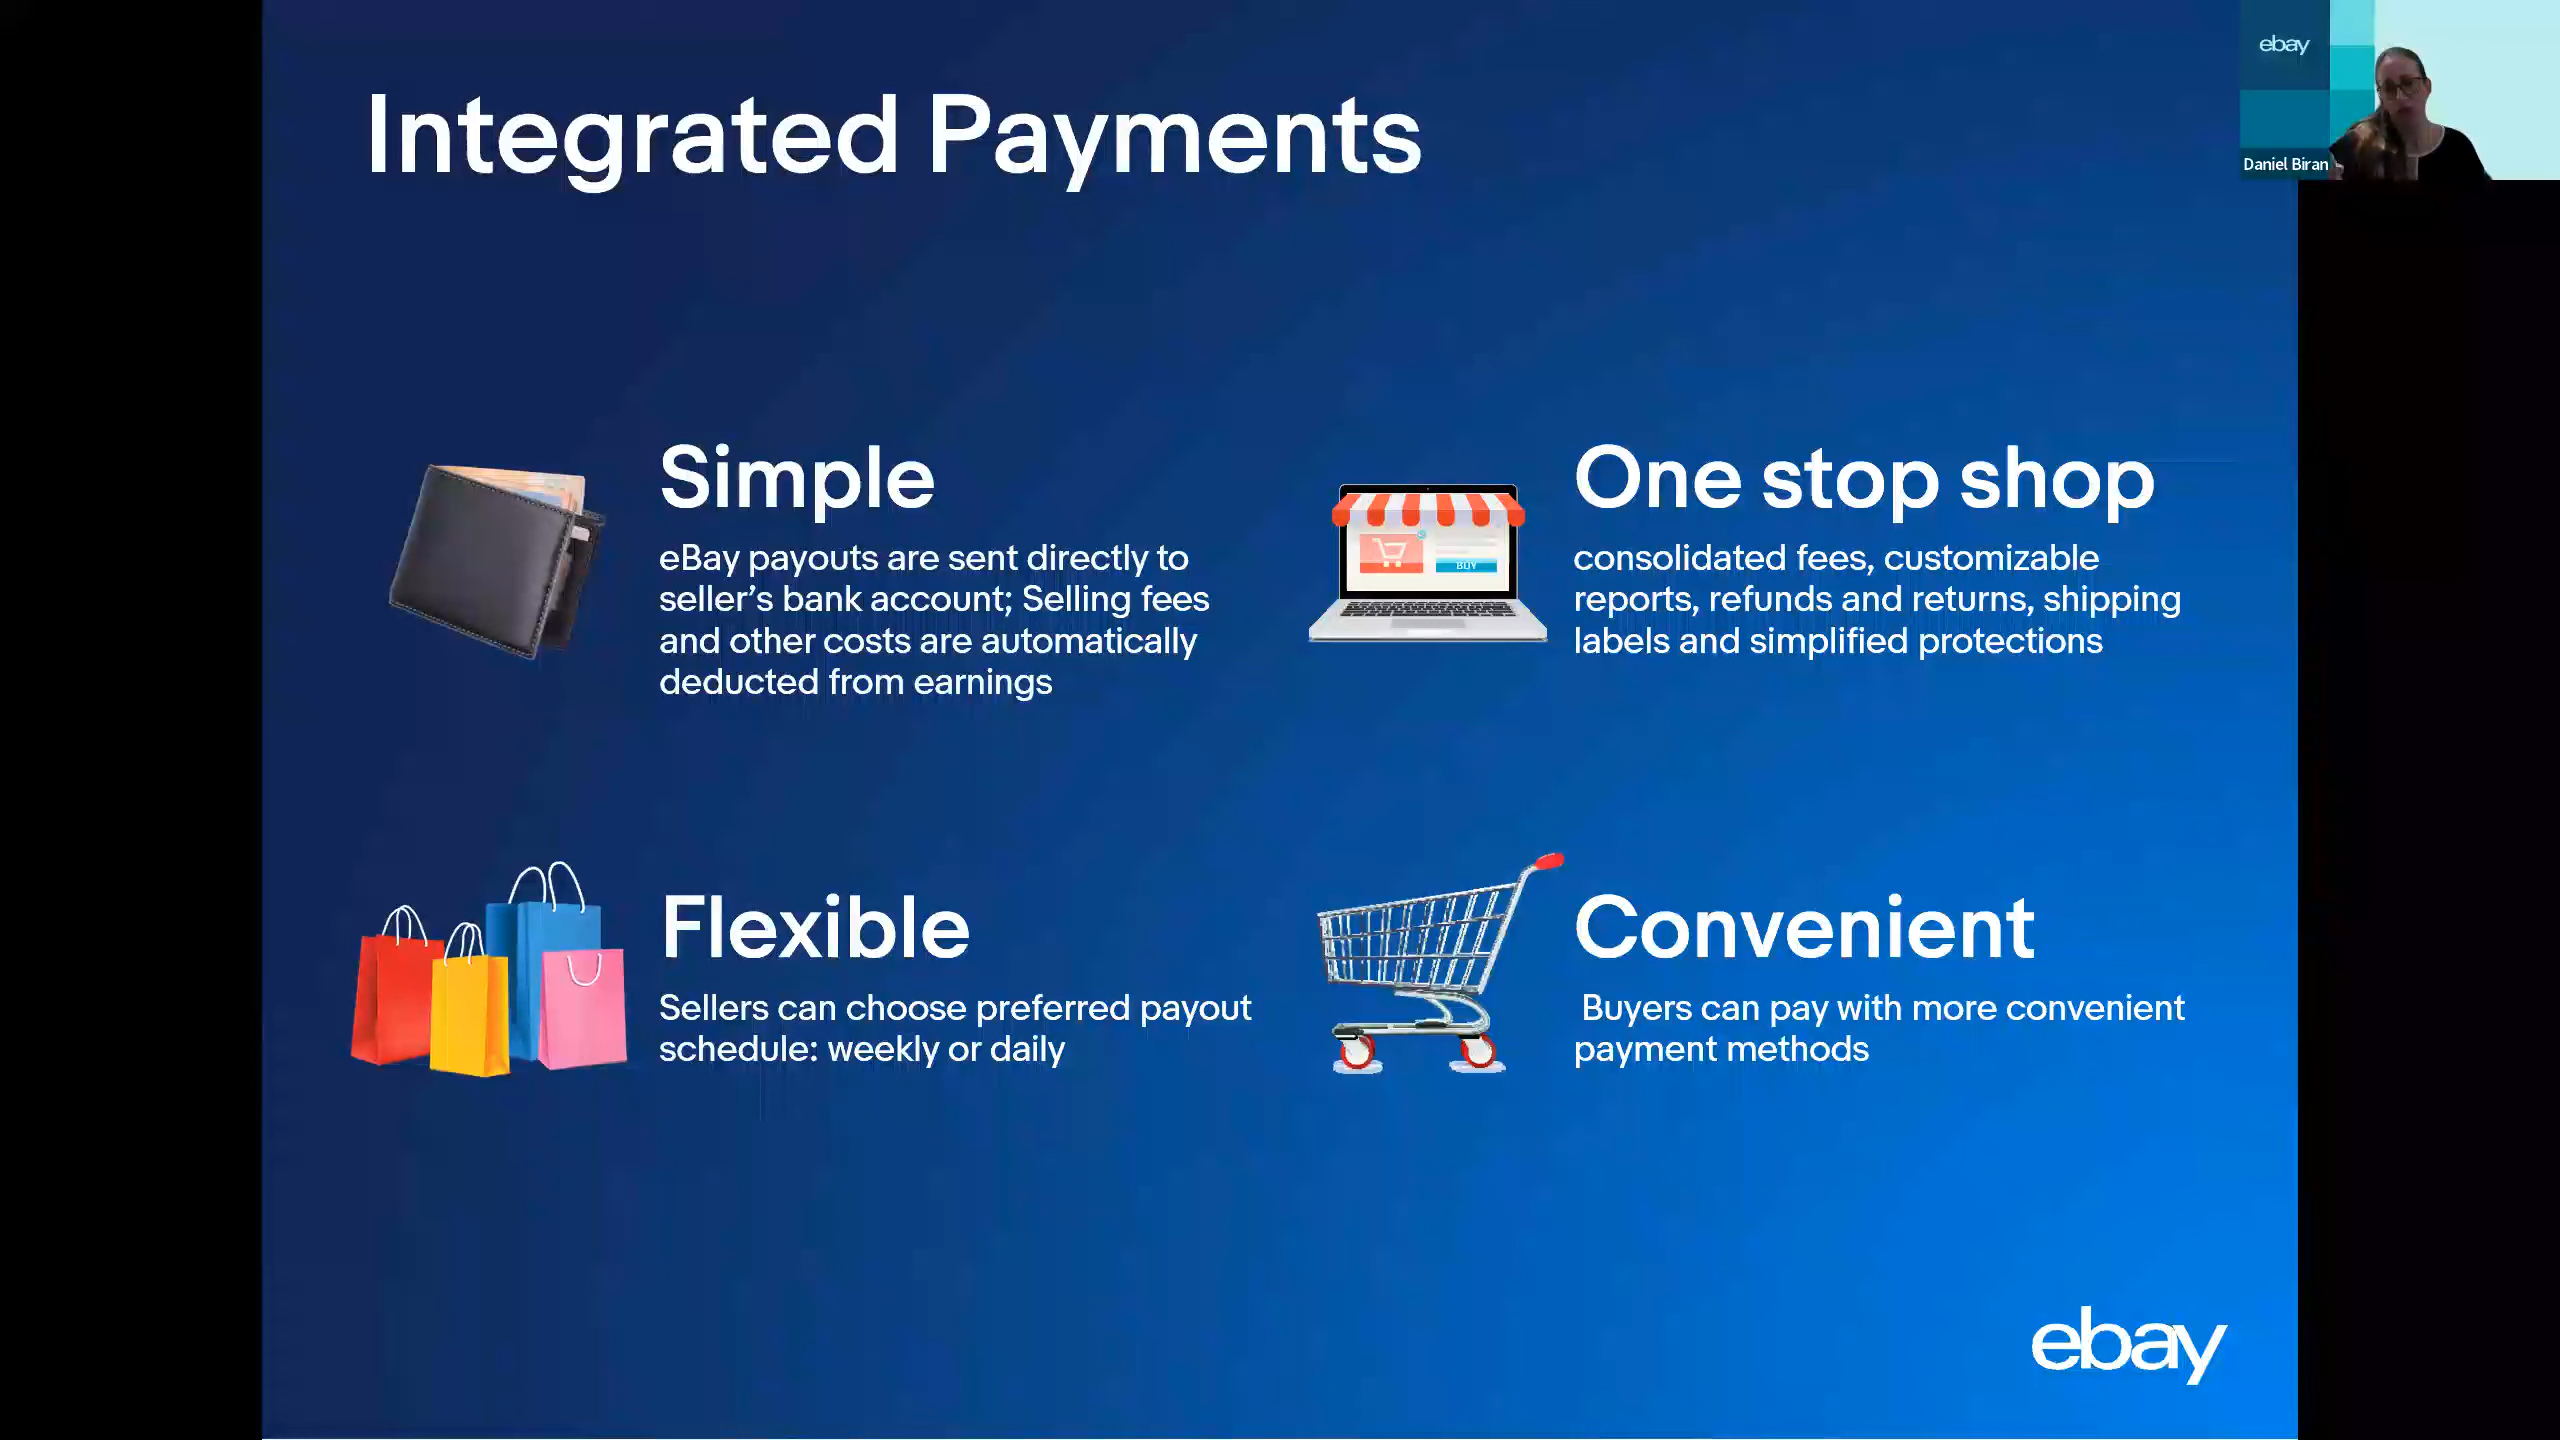 Integrated Payments
ebay
Daniel Biran
Simple
eBay payouts are sent directly to
seller’s bank account; Selling fees
and other costs are automatically
deducted from earnings
One stop shop
BUY
consolidated fees, customizable
reports, refunds and returns, shipping
labels and simplified protections
Flexible
Sellers can choose preferred payout
schedule: weekly or daily
Convenient
Buyers can pay with more convenient
payment methods
ebay